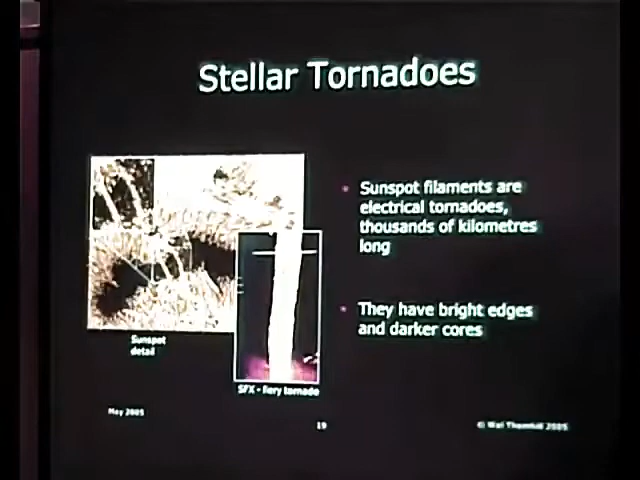 Stellar Tornadoes
Sunspot filaments are
electrical tornadoes,
thousands of kilometres
long
They have bright edges
and darker cores
Sunspot
detail
SFX - fiery tornado
May 2005
19
© Wal Thornhill 2005